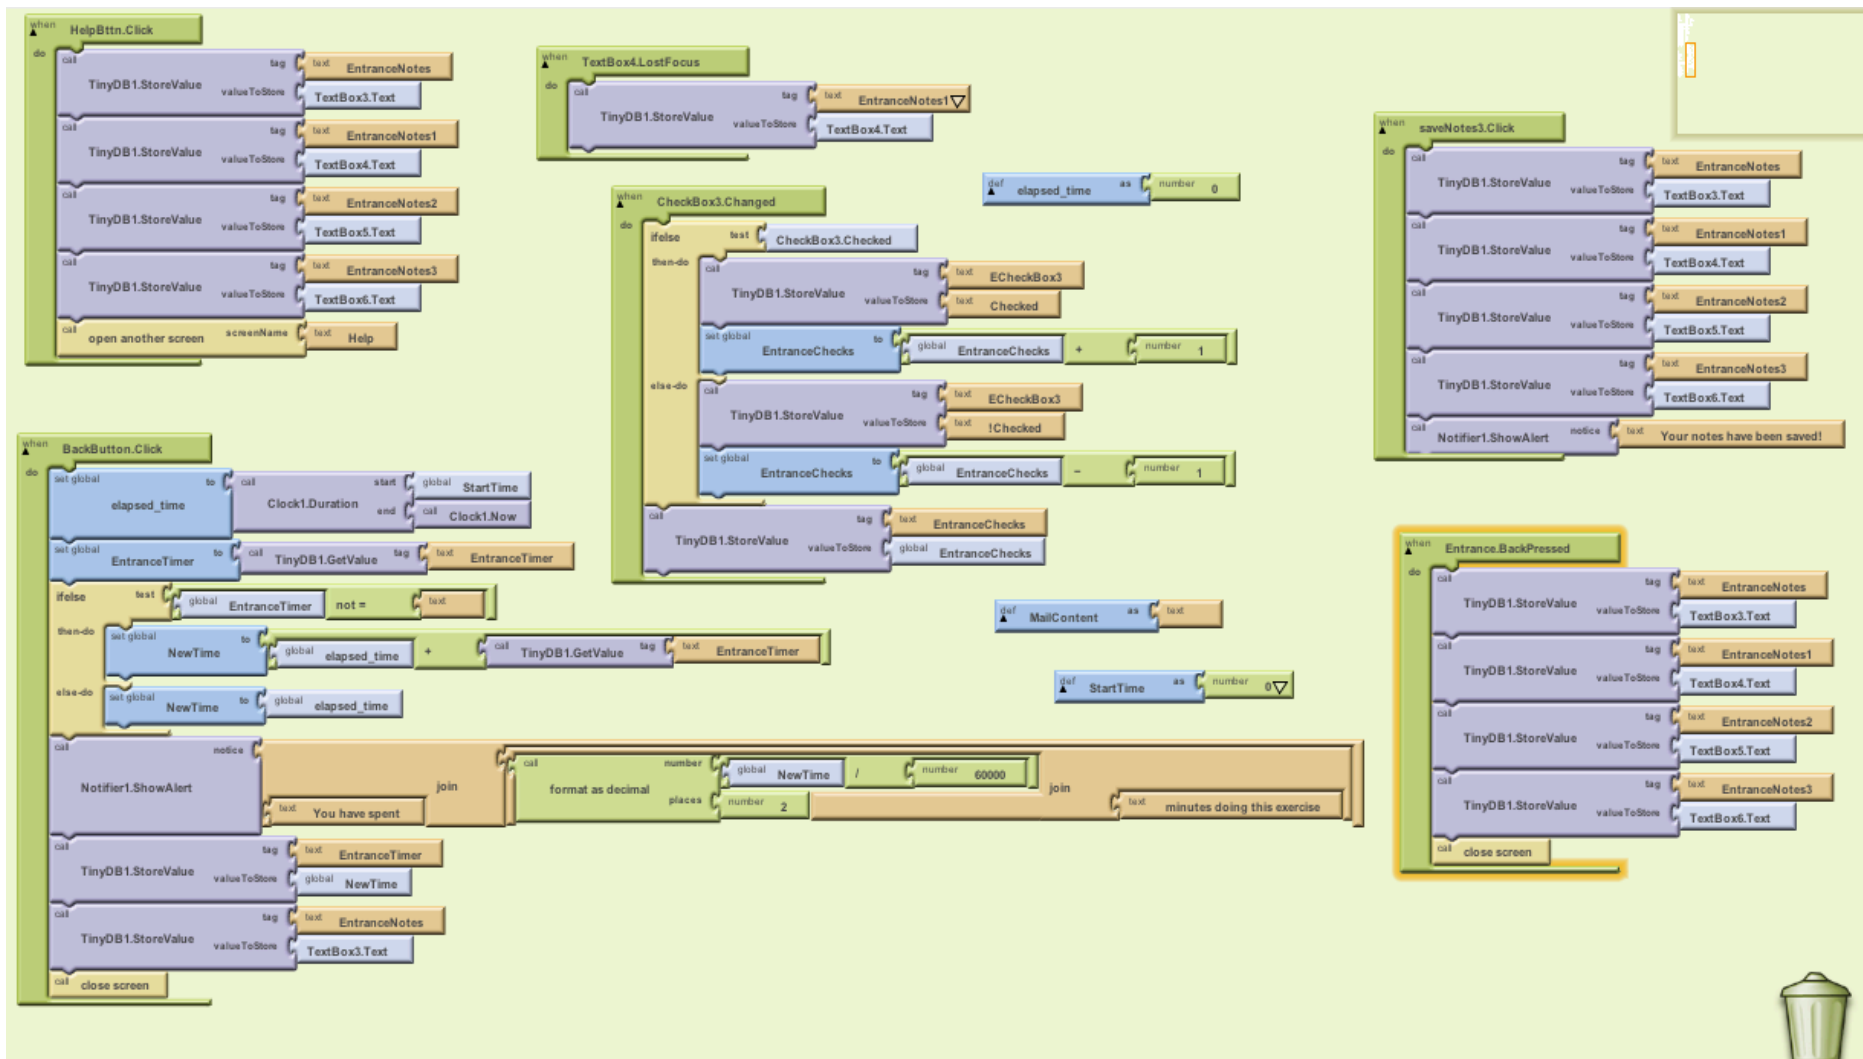 when HelpBttn.Click
do
call TinyDB1.StoreValue tag text EntranceNotes
valueToStore TextBox3.Text
call TinyDB1.StoreValue tag text EntranceNotes1
valueToStore TextBox4.Text
call TinyDB1.StoreValue tag text EntranceNotes2
valueToStore TextBox5.Text
call TinyDB1.StoreValue tag text EntranceNotes3
valueToStore TextBox6.Text
call open another screen screenName text Help
when TextBox4.LostFocus
do
call TinyDB1.StoreValue tag text EntranceNotes1
valueToStore TextBox4.Text
def elapsed_time as number 0
when CheckBox3.Changed
do
ifelse test CheckBox3.Checked
then-do
call TinyDB1.StoreValue tag text ECheckBox3
valueToStore text Checked
set global EntranceChecks to global EntranceChecks + number 1
else-do
call TinyDB1.StoreValue tag text ECheckBox3
valueToStore text !Checked
set global EntranceChecks to global EntranceChecks - number 1
call TinyDB1.StoreValue tag text EntranceChecks
valueToStore global EntranceChecks
def MailContent as text
def StartTime as number 0
when saveNotes3.Click
do
call TinyDB1.StoreValue tag text EntranceNotes
valueToStore TextBox3.Text
call TinyDB1.StoreValue tag text EntranceNotes1
valueToStore TextBox4.Text
call TinyDB1.StoreValue tag text EntranceNotes2
valueToStore TextBox5.Text
call TinyDB1.StoreValue tag text EntranceNotes3
valueToStore TextBox6.Text
call Notifier1.ShowAlert notice text Your notes have been saved!
when BackButton.Click
do
set global elapsed_time to call Clock1.Duration start global StartTime
end call Clock1.Now
set global EntranceTimer to call TinyDB1.GetValue tag text EntranceTimer
ifelse test global EntranceTimer not = text
then-do
set global NewTime to global elapsed_time + call TinyDB1.GetValue tag text EntranceTimer
else-do
set global NewTime to global elapsed_time
call Notifier1.ShowAlert notice
text You have spent
join
call format as decimal number global NewTime / number 60000
places number 2
join
text minutes doing this exercise
call TinyDB1.StoreValue tag text EntranceTimer
valueToStore global NewTime
call TinyDB1.StoreValue tag text EntranceNotes
valueToStore TextBox3.Text
call close screen
when Entrance.BackPressed
do
call TinyDB1.StoreValue tag text EntranceNotes
valueToStore TextBox3.Text
call TinyDB1.StoreValue tag text EntranceNotes1
valueToStore TextBox4.Text
call TinyDB1.StoreValue tag text EntranceNotes2
valueToStore TextBox5.Text
call TinyDB1.StoreValue tag text EntranceNotes3
valueToStore TextBox6.Text
call close screen